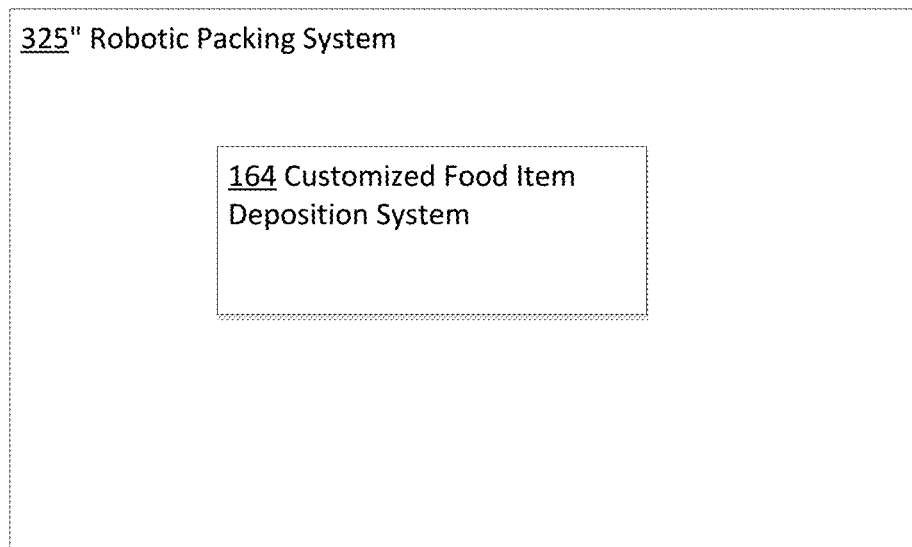 325" Robotic Packing System
164 Customized Food Item
Deposition System